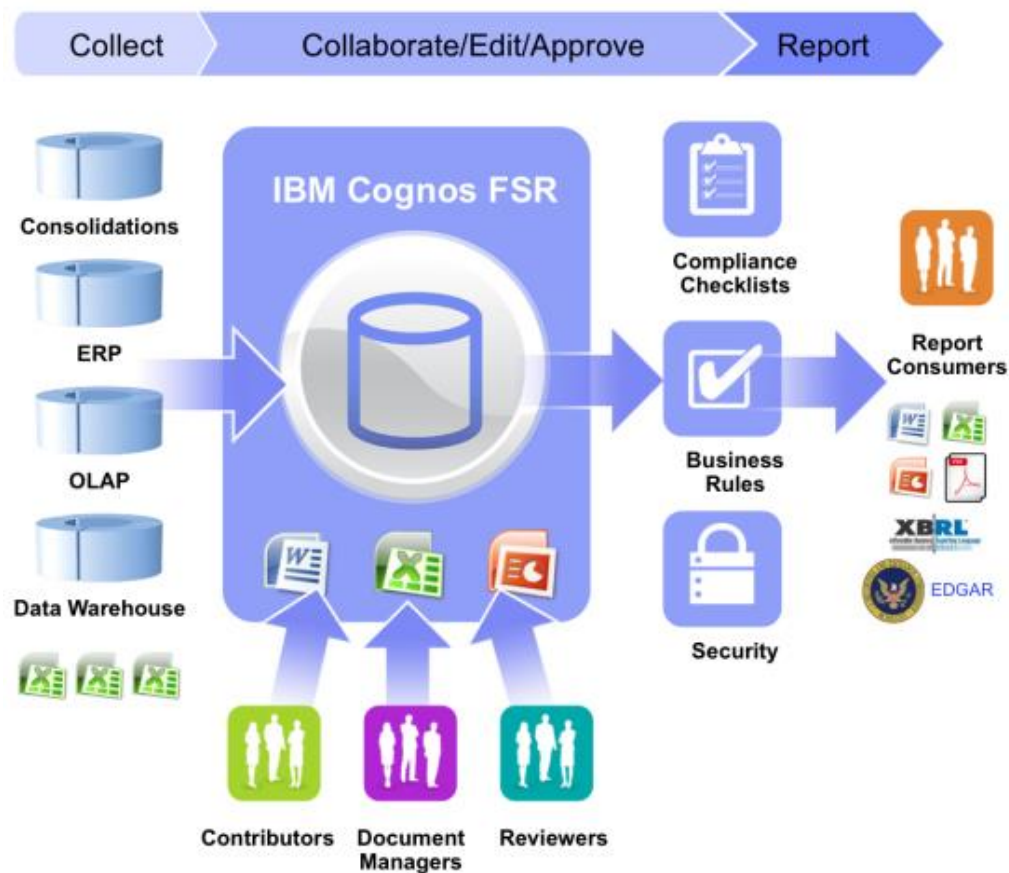 Collect
Collaborate/Edit/Approve
Report
IBM Cognos FSR
Consolidations
ERP
OLAP
Data Warehouse
Compliance
Checklists
Business
Rules
Security
Report
Consumers
W
X
PDF
XBRL
EDGAR
Contributors
Document
Managers
Reviewers